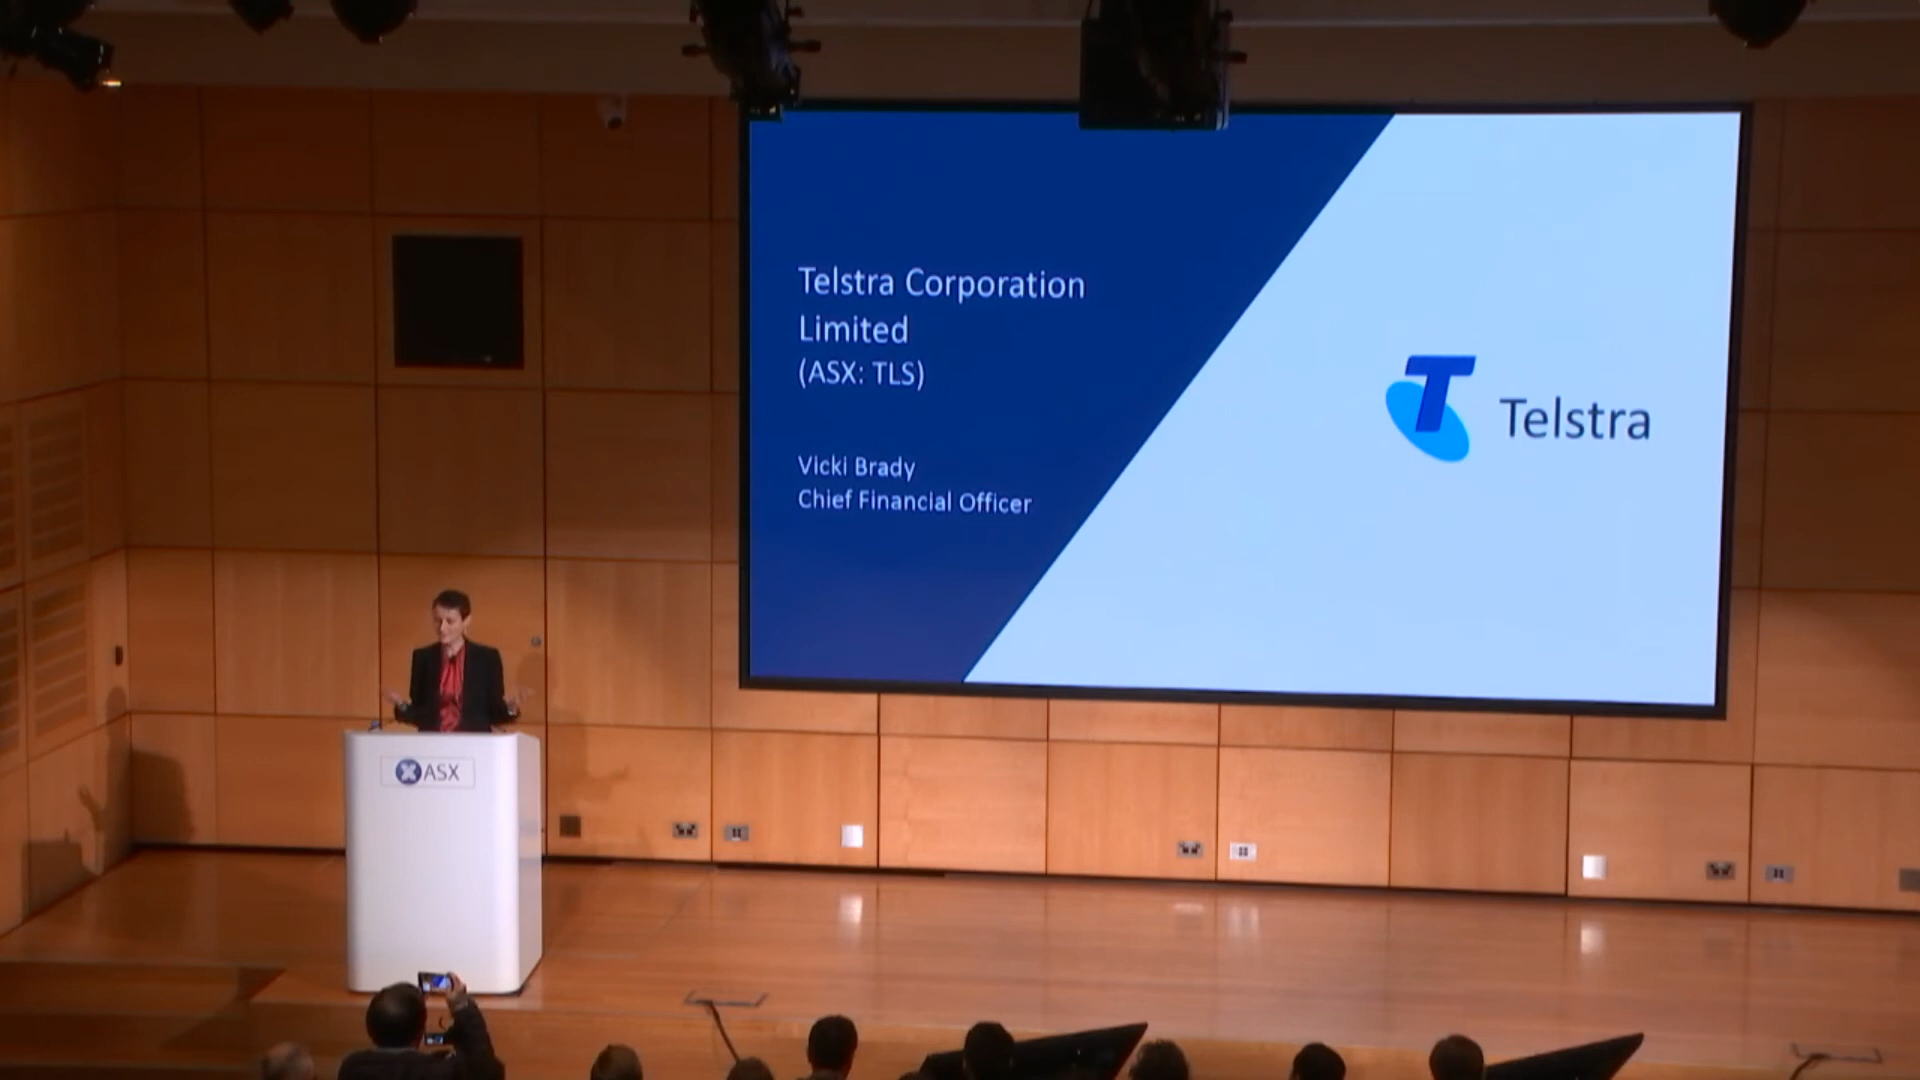 Telstra Corporation
Limited
(ASX: TLS)
Vicki Brady
Chief Financial Officer
Telstra
ASX